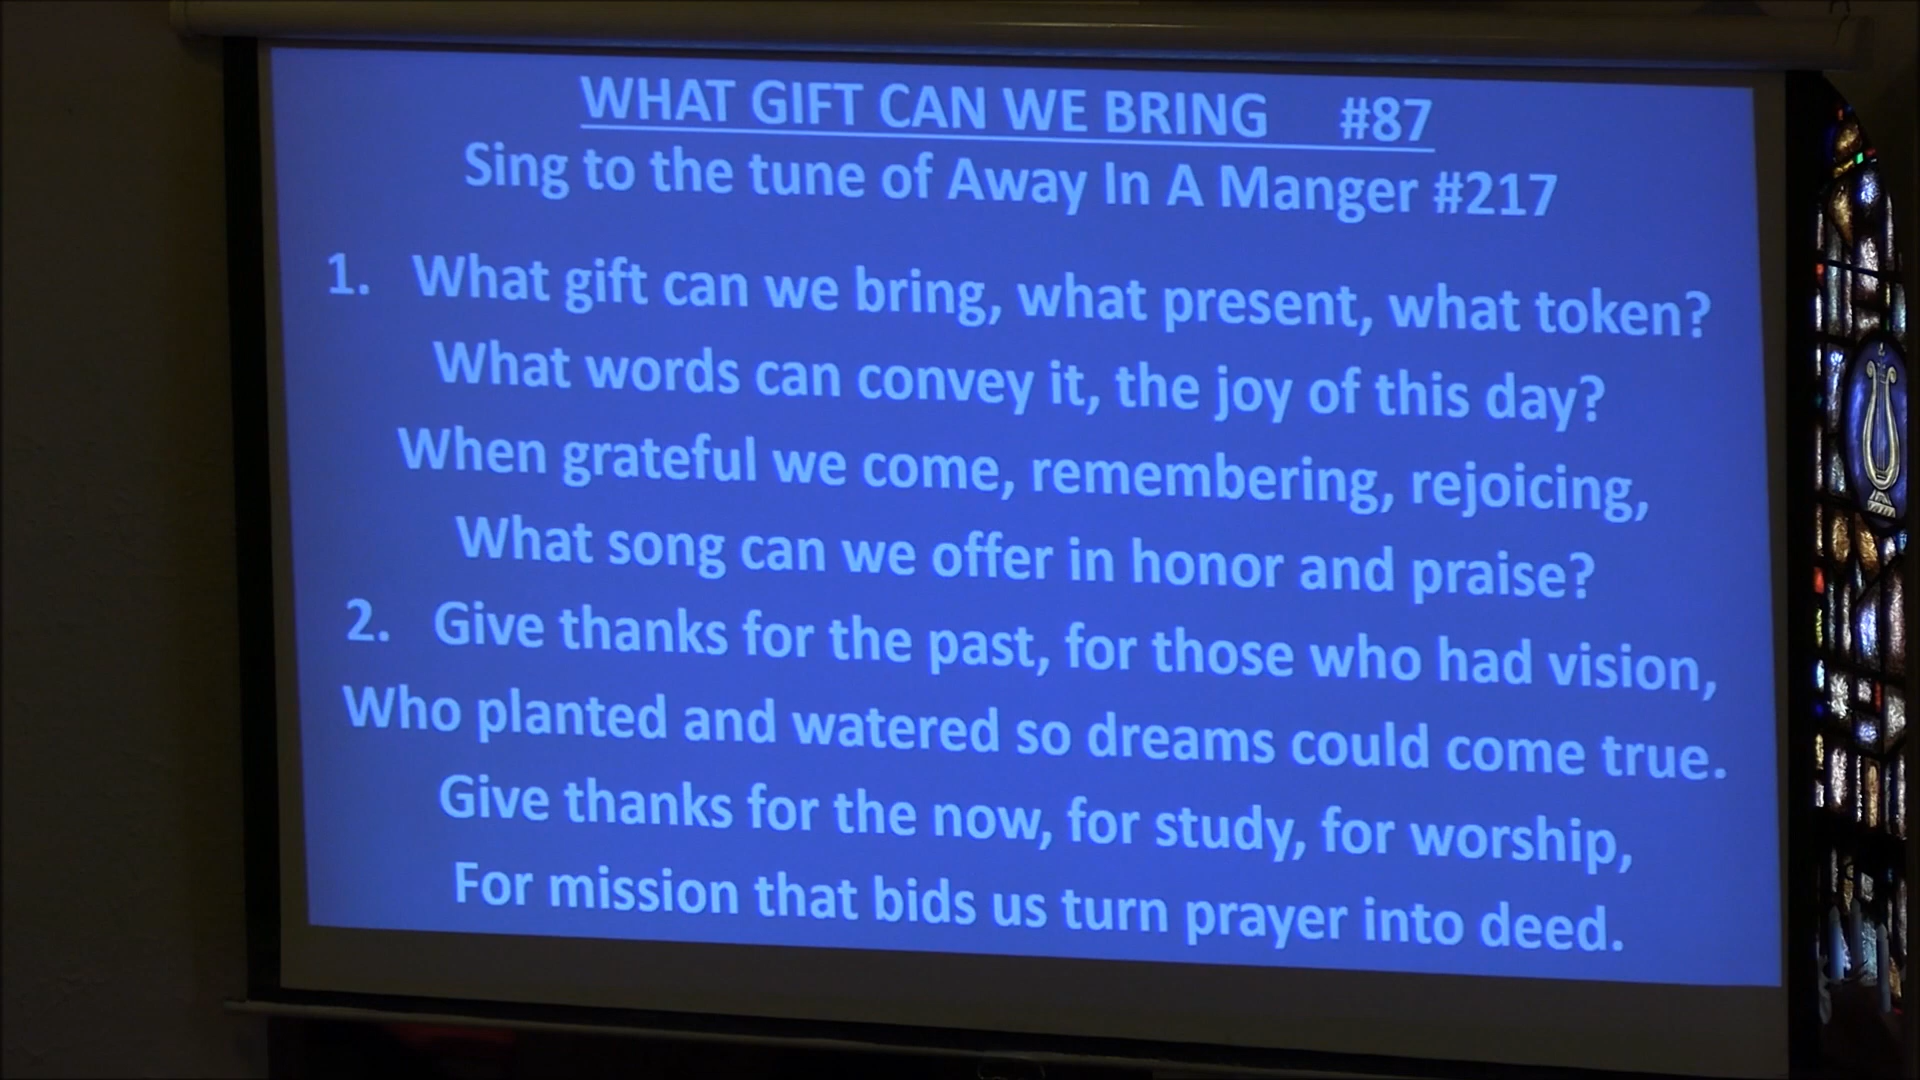 WHAT GIFT CAN WE BRING #87
Sing to the tune of Away In A Manger #217
1. What gift can we bring, what present, what token?
What words can convey it, the joy of this day?
When grateful we come, remembering, rejoicing,
What song can we offer in honor and praise?
2. Give thanks for the past, for those who had vision,
Who planted and watered so dreams could come true.
Give thanks for the now, for study, for worship,
For mission that bids us turn prayer into deed.